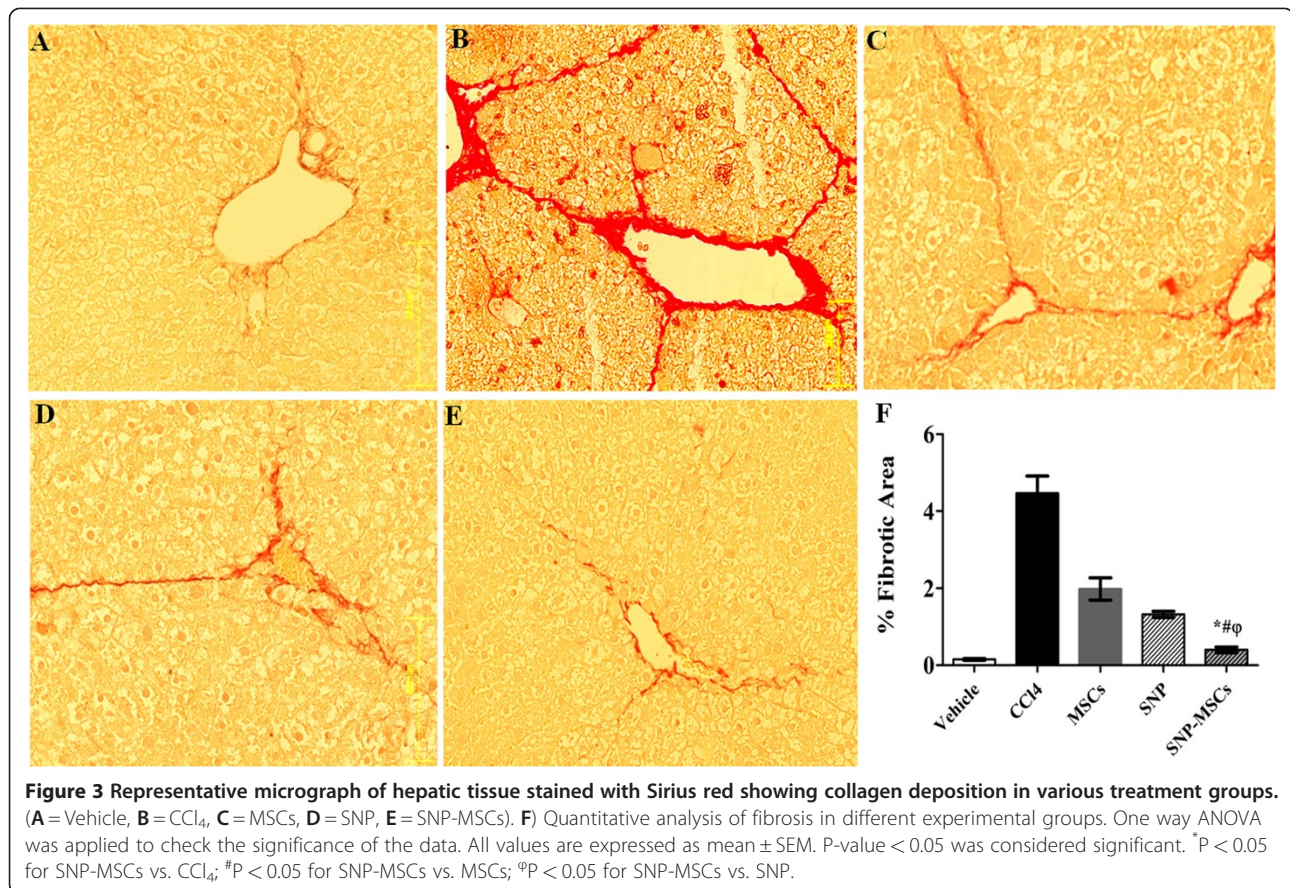 A
B
C
D
E
F
% Fibrotic Area
6
4
2
0
*#φ
Vehicle
CCl4
MSCs
SNP
SNP-MSCs
Figure 3 Representative micrograph of hepatic tissue stained with Sirius red showing collagen deposition in various treatment groups.
(A = Vehicle, B = CCl₄, C = MSCs, D = SNP, E = SNP-MSCs). F) Quantitative analysis of fibrosis in different experimental groups. One way ANOVA
was applied to check the significance of the data. All values are expressed as mean ± SEM. P-value < 0.05 was considered significant. *P < 0.05
for SNP-MSCs vs. CCl₄; #P < 0.05 for SNP-MSCs vs. MSCs; φP < 0.05 for SNP-MSCs vs. SNP.